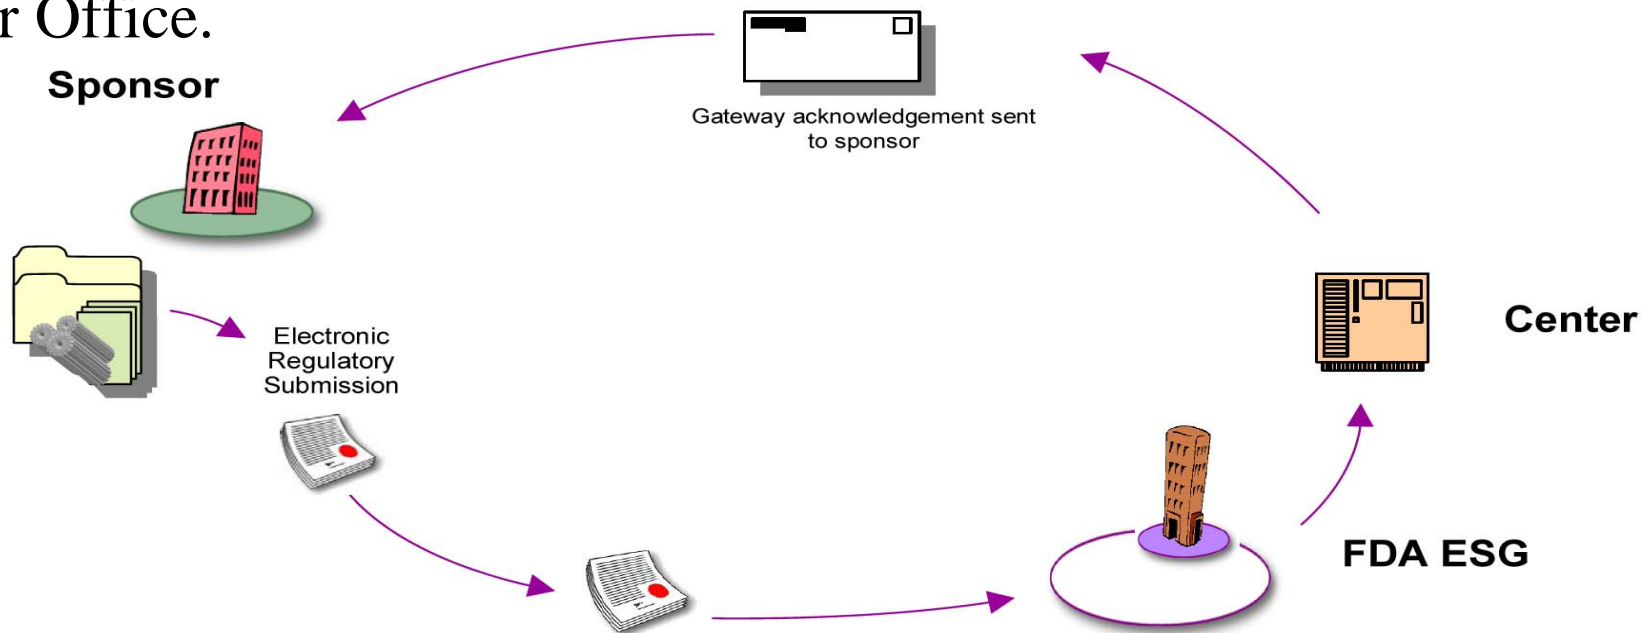 r Office.
Sponsor
Gateway acknowledgement sent
to sponsor
Electronic
Regulatory
Submission
Center
FDA ESG